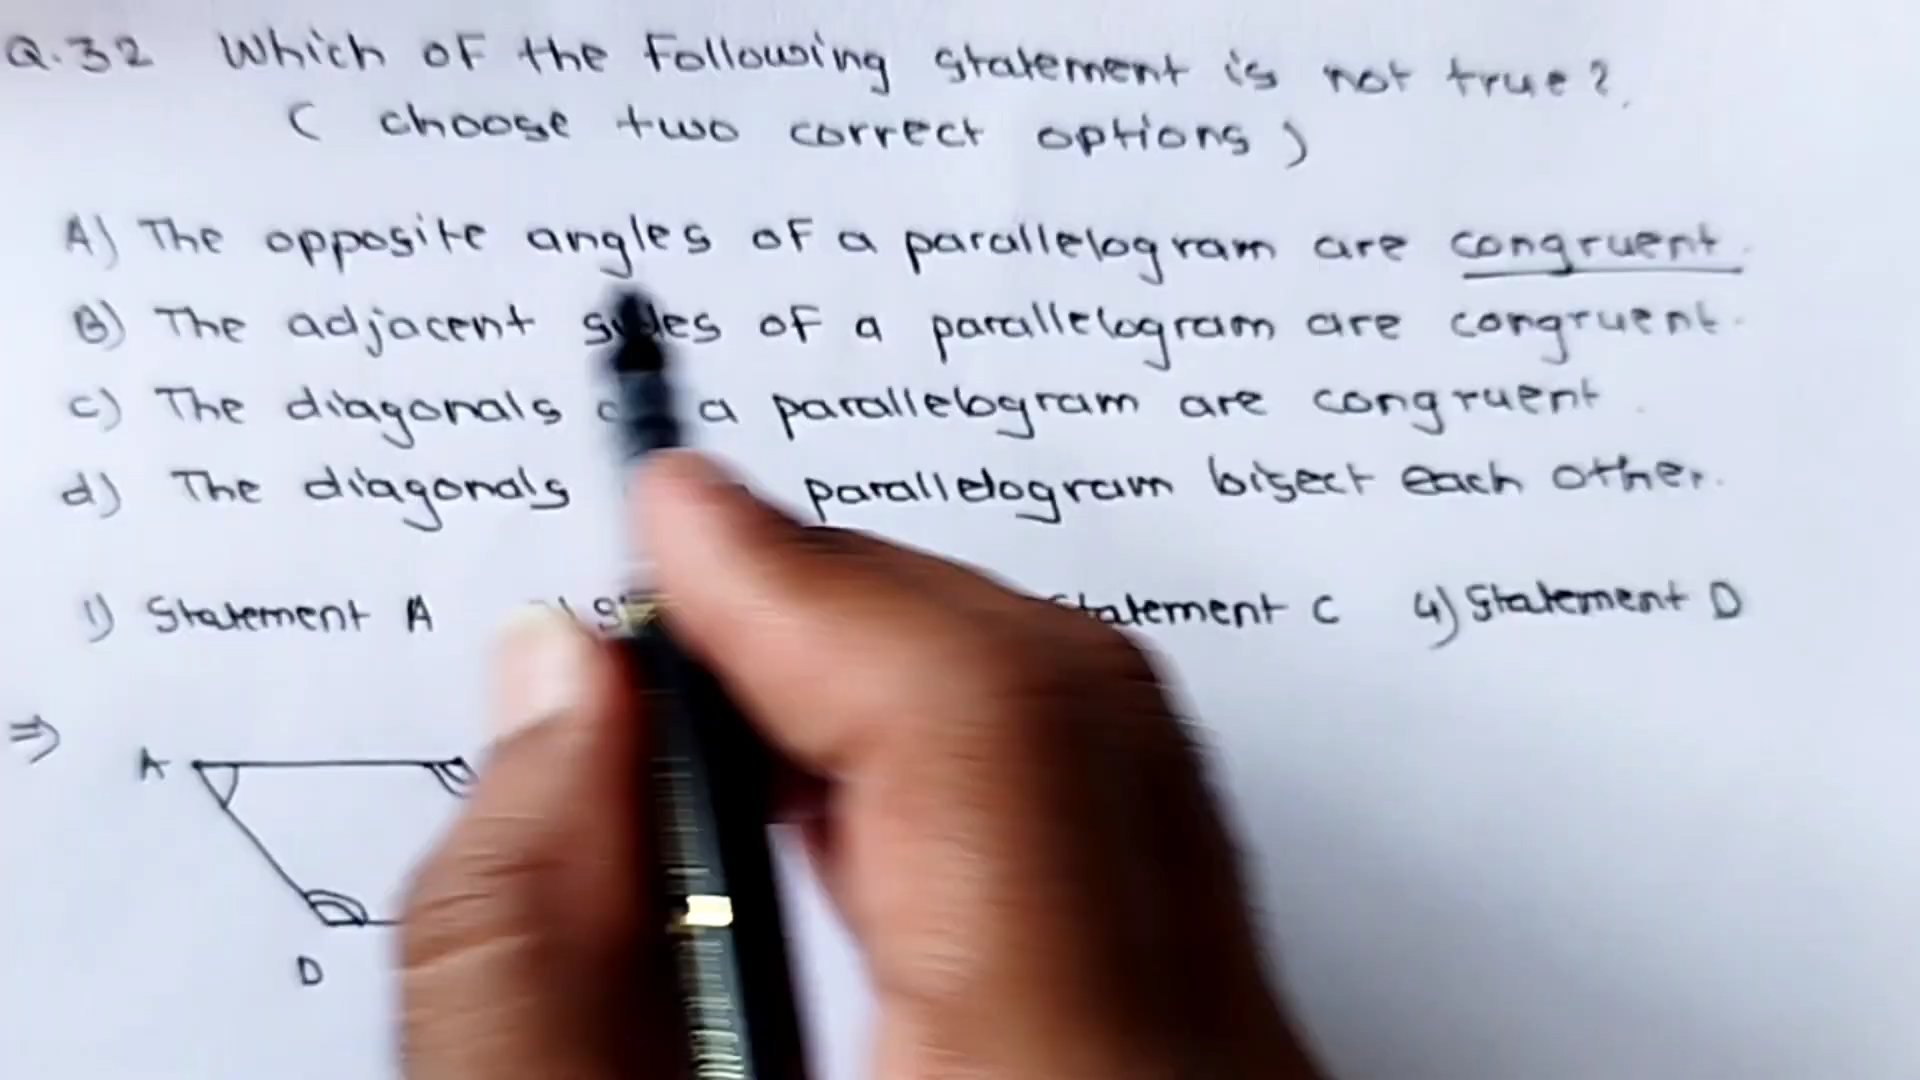 Q.32 Which of the following statement is not true?
( choose two correct options )
A) The opposite angles of a parallelogram are congruent.
B) The adjacent sides of a parallelogram are congruent.
c) The diagonals a parallelogram are congruent.
d) The diagonals parallelogram bisect each other.
1) Statement A Statement C 4) Statement D
⇒
A
D